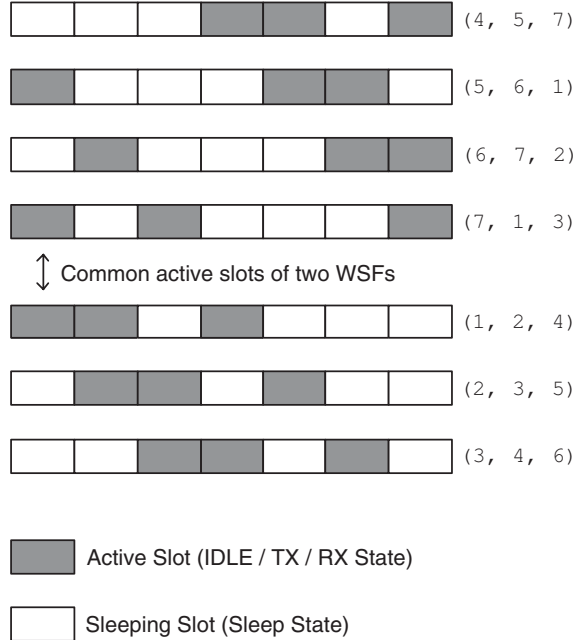 (4, 5, 7)
(5, 6, 1)
(6, 7, 2)
(7, 1, 3)
Common active slots of two WSFs
(1, 2, 4)
(2, 3, 5)
(3, 4, 6)
Active Slot (IDLE / TX / RX State)
Sleeping Slot (Sleep State)